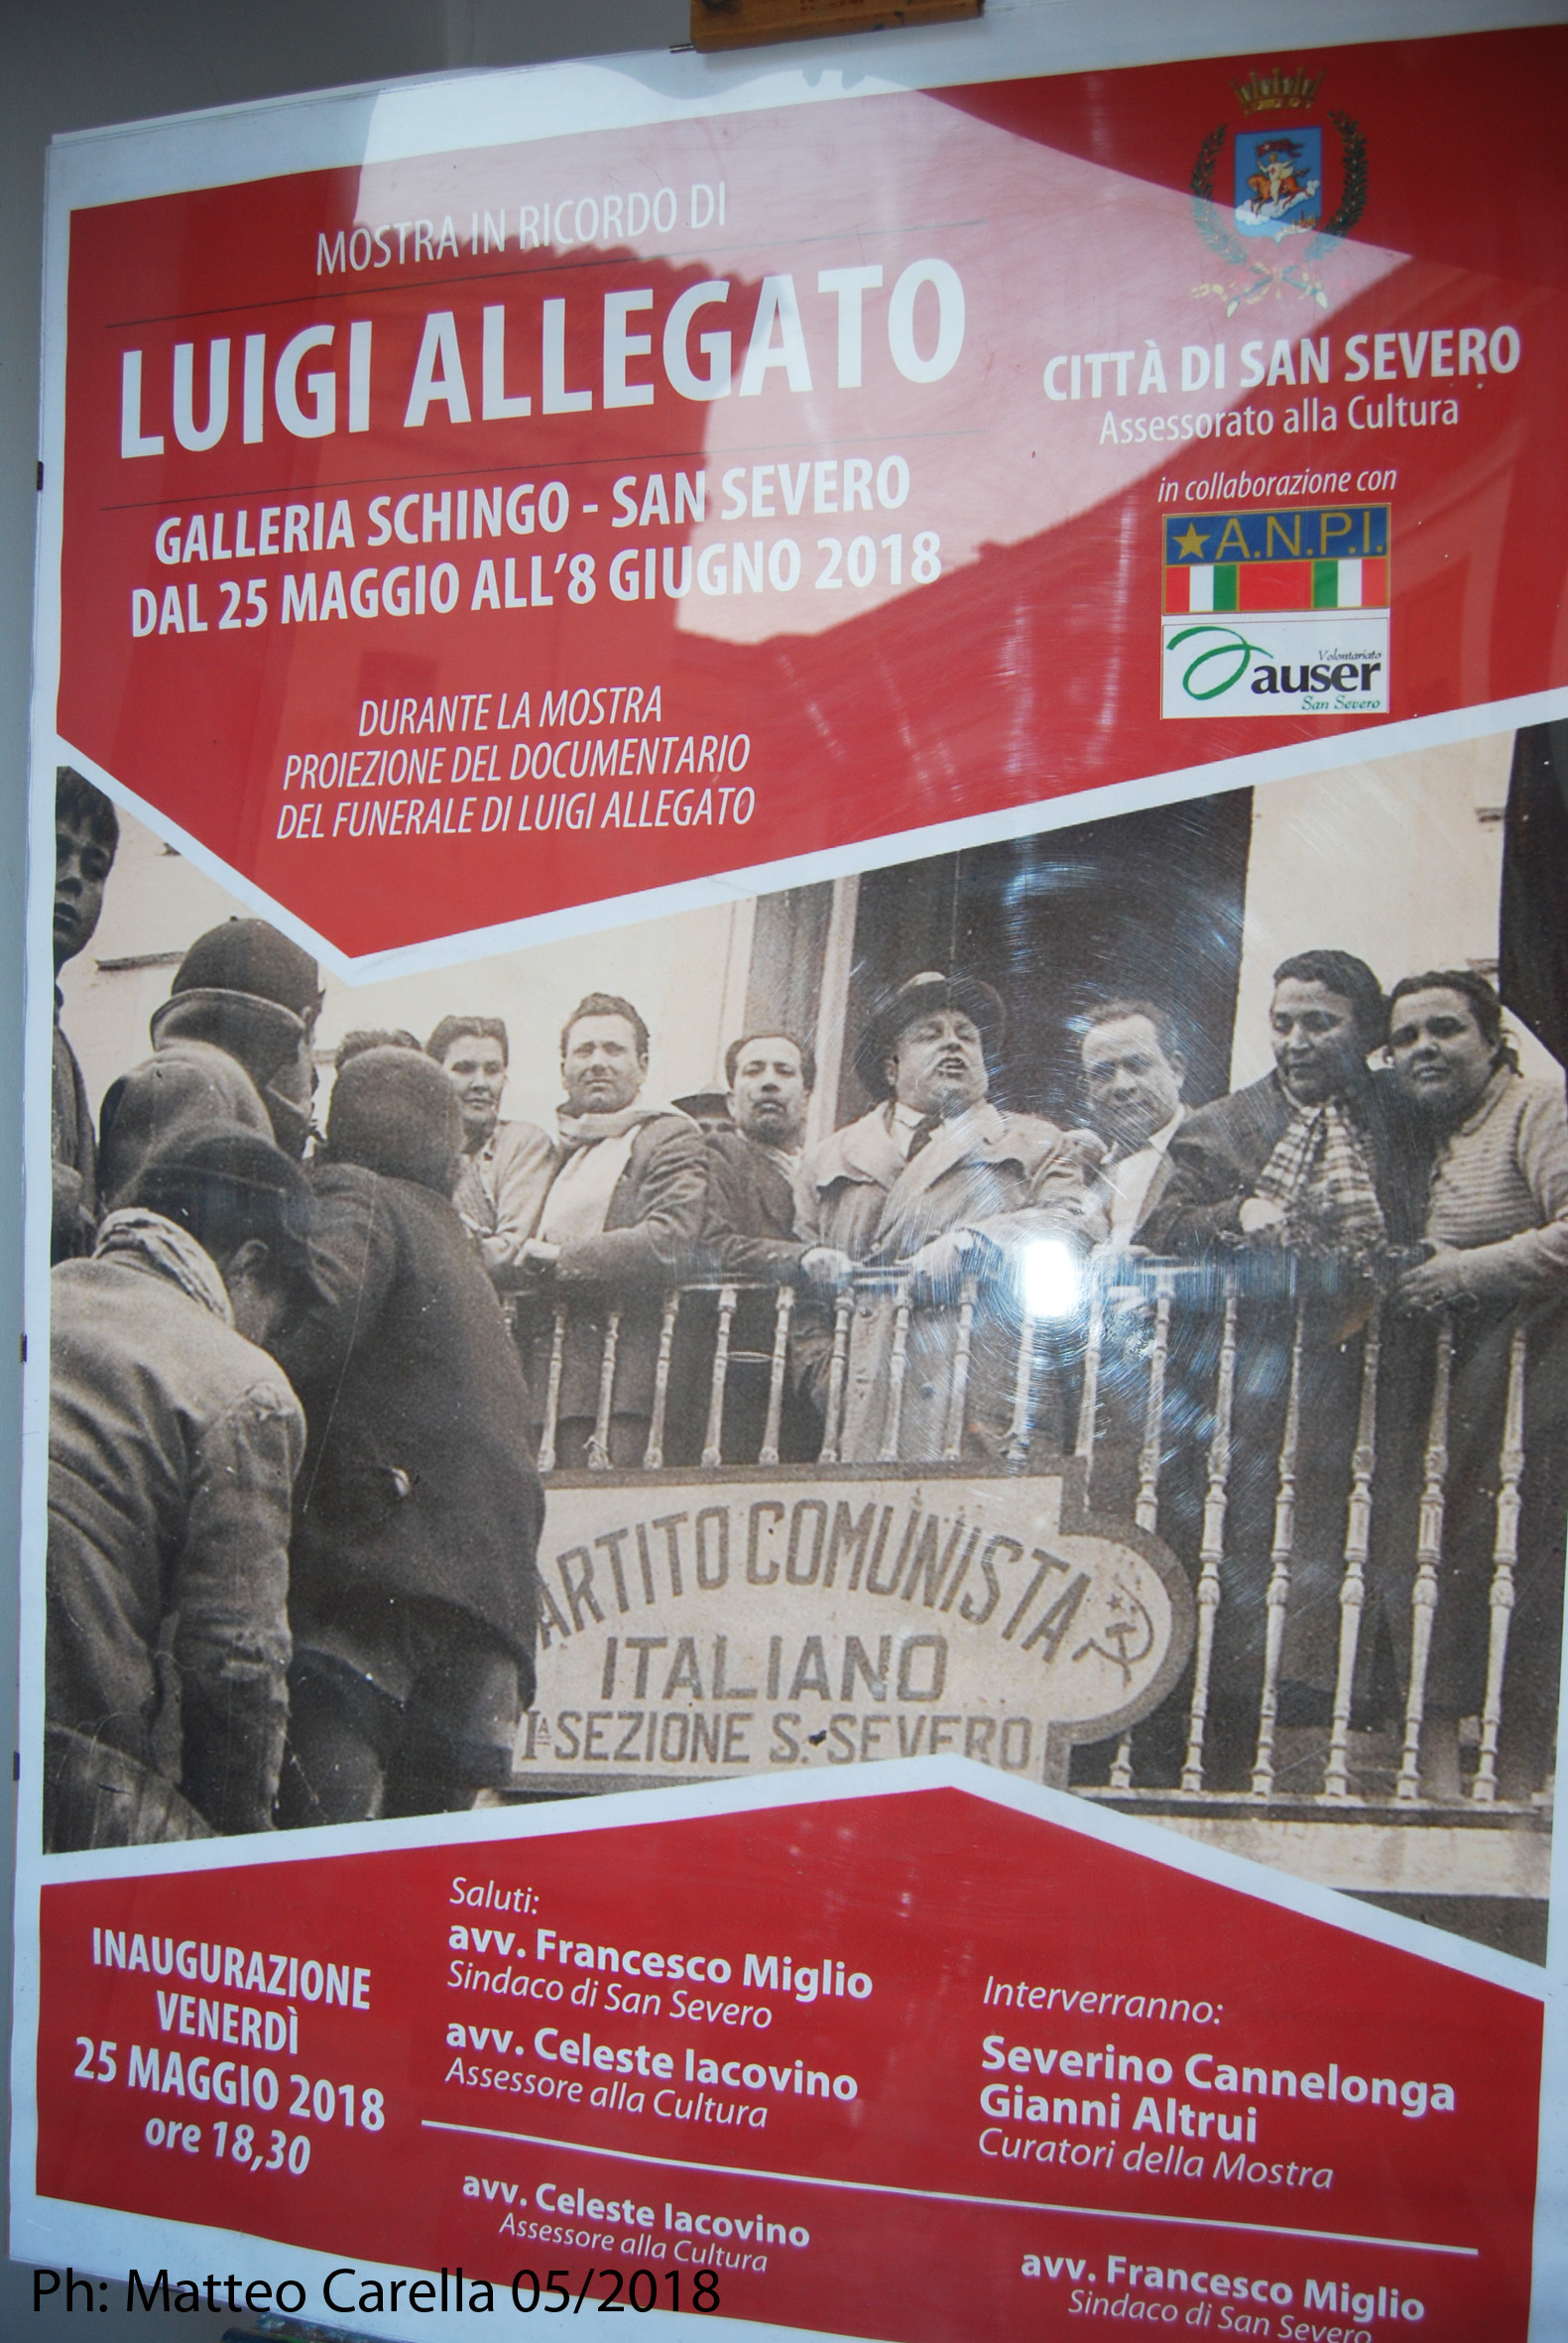 MOSTRA IN RICORDO DI
LUIGI ALLEGATO
GALLERIA SCHINGO - SAN SEVERO
DAL 25 MAGGIO ALL'8 GIUGNO 2018
DURANTE LA MOSTRA
PROIEZIONE DEL DOCUMENTARIO
DEL FUNERALE DI LUIGI ALLEGATO
CITTÀ DI SAN SEVERO
Assessorato alla Cultura
in collaborazione con
A.N.P.I.
Volontariato
auser
San Severo
ARTITO COMUNISTA
ITALIANO
Iª SEZIONE S. SEVERO
INAUGURAZIONE
VENERDÌ
25 MAGGIO 2018
ore 18,30
Saluti:
avv. Francesco Miglio
Sindaco di San Severo
avv. Celeste Iacovino
Assessore alla Cultura
Interverranno:
Severino Cannelonga
Gianni Altrui
Curatori della Mostra
avv. Celeste Iacovino
Assessore alla Cultura
avv. Francesco Miglio
Sindaco di San Severo
Ph: Matteo Carella 05/2018